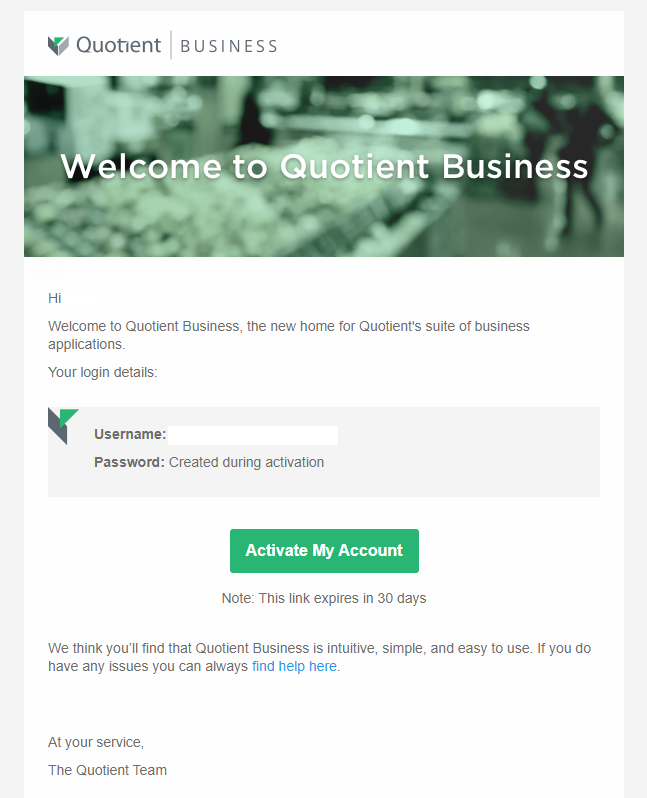 Quotient BUSINESS
Welcome to Quotient Business
Hi
Welcome to Quotient Business, the new home for Quotient's suite of business
applications.
Your login details:
Username:
Password: Created during activation
Activate My Account
Note: This link expires in 30 days
We think you’ll find that Quotient Business is intuitive, simple, and easy to use. If you do
have any issues you can always find help here.
At your service,
The Quotient Team